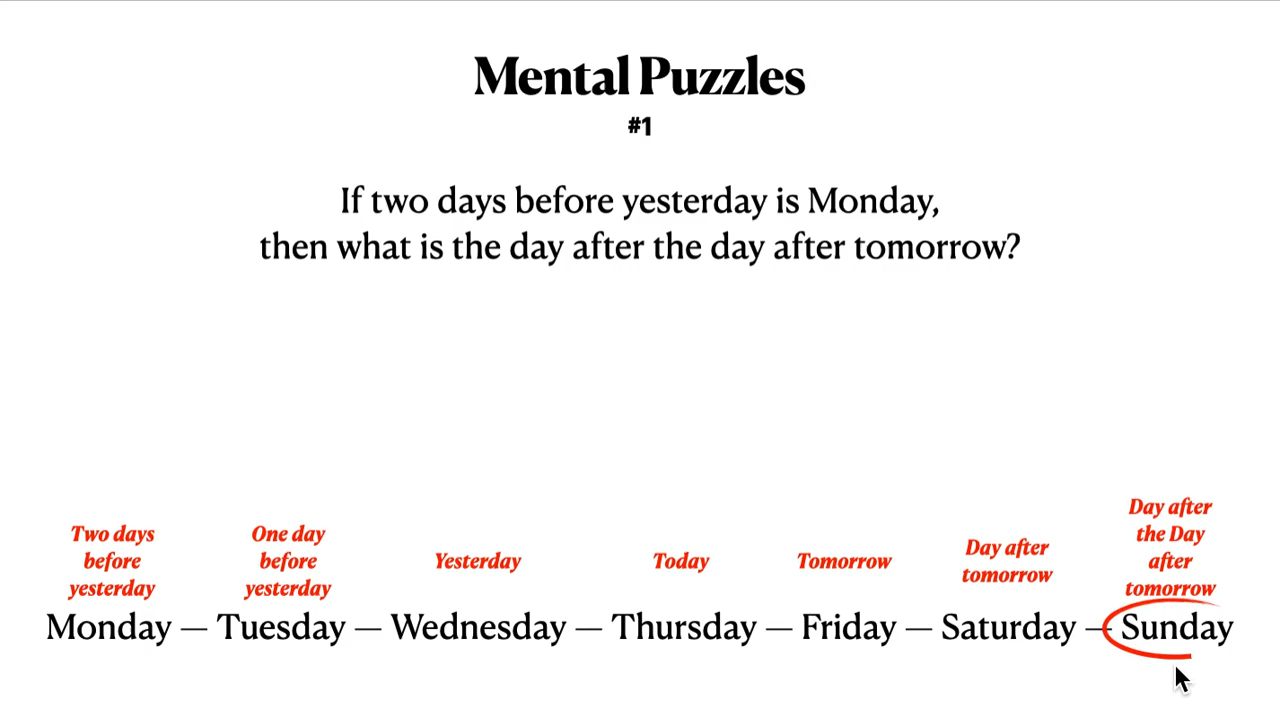 Mental Puzzles
#1
If two days before yesterday is Monday,
then what is the day after the day after tomorrow?
Two days
before
yesterday
One day
before
yesterday
Yesterday
Today
Tomorrow
Day after
tomorrow
Day after
the Day
after
tomorrow
Monday — Tuesday — Wednesday — Thursday — Friday — Saturday — Sunday